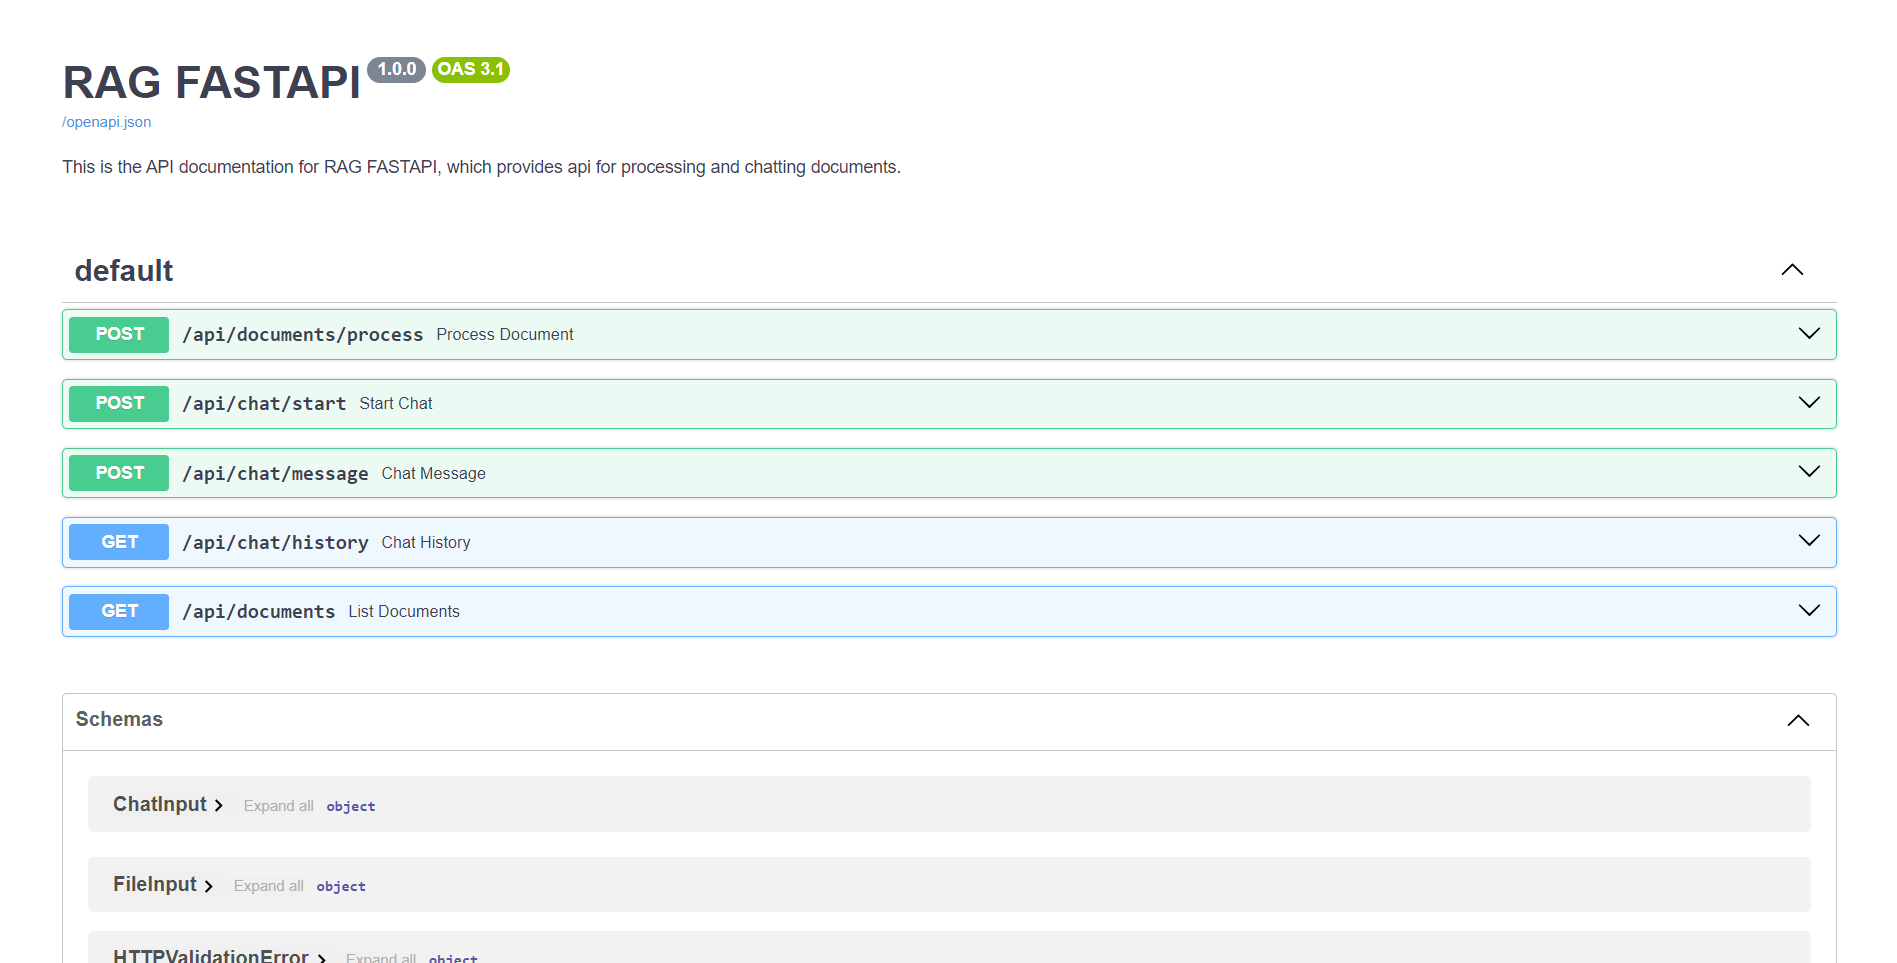 RAG FASTAPI 1.0.0 OAS 3.1
/openapi.json
This is the API documentation for RAG FASTAPI, which provides api for processing and chatting documents.
default
POST /api/documents/process Process Document
POST /api/chat/start Start Chat
POST /api/chat/message Chat Message
GET /api/chat/history Chat History
GET /api/documents List Documents
Schemas
ChatInput Expand all object
FileInput Expand all object
HTTPValidationError Expand all object